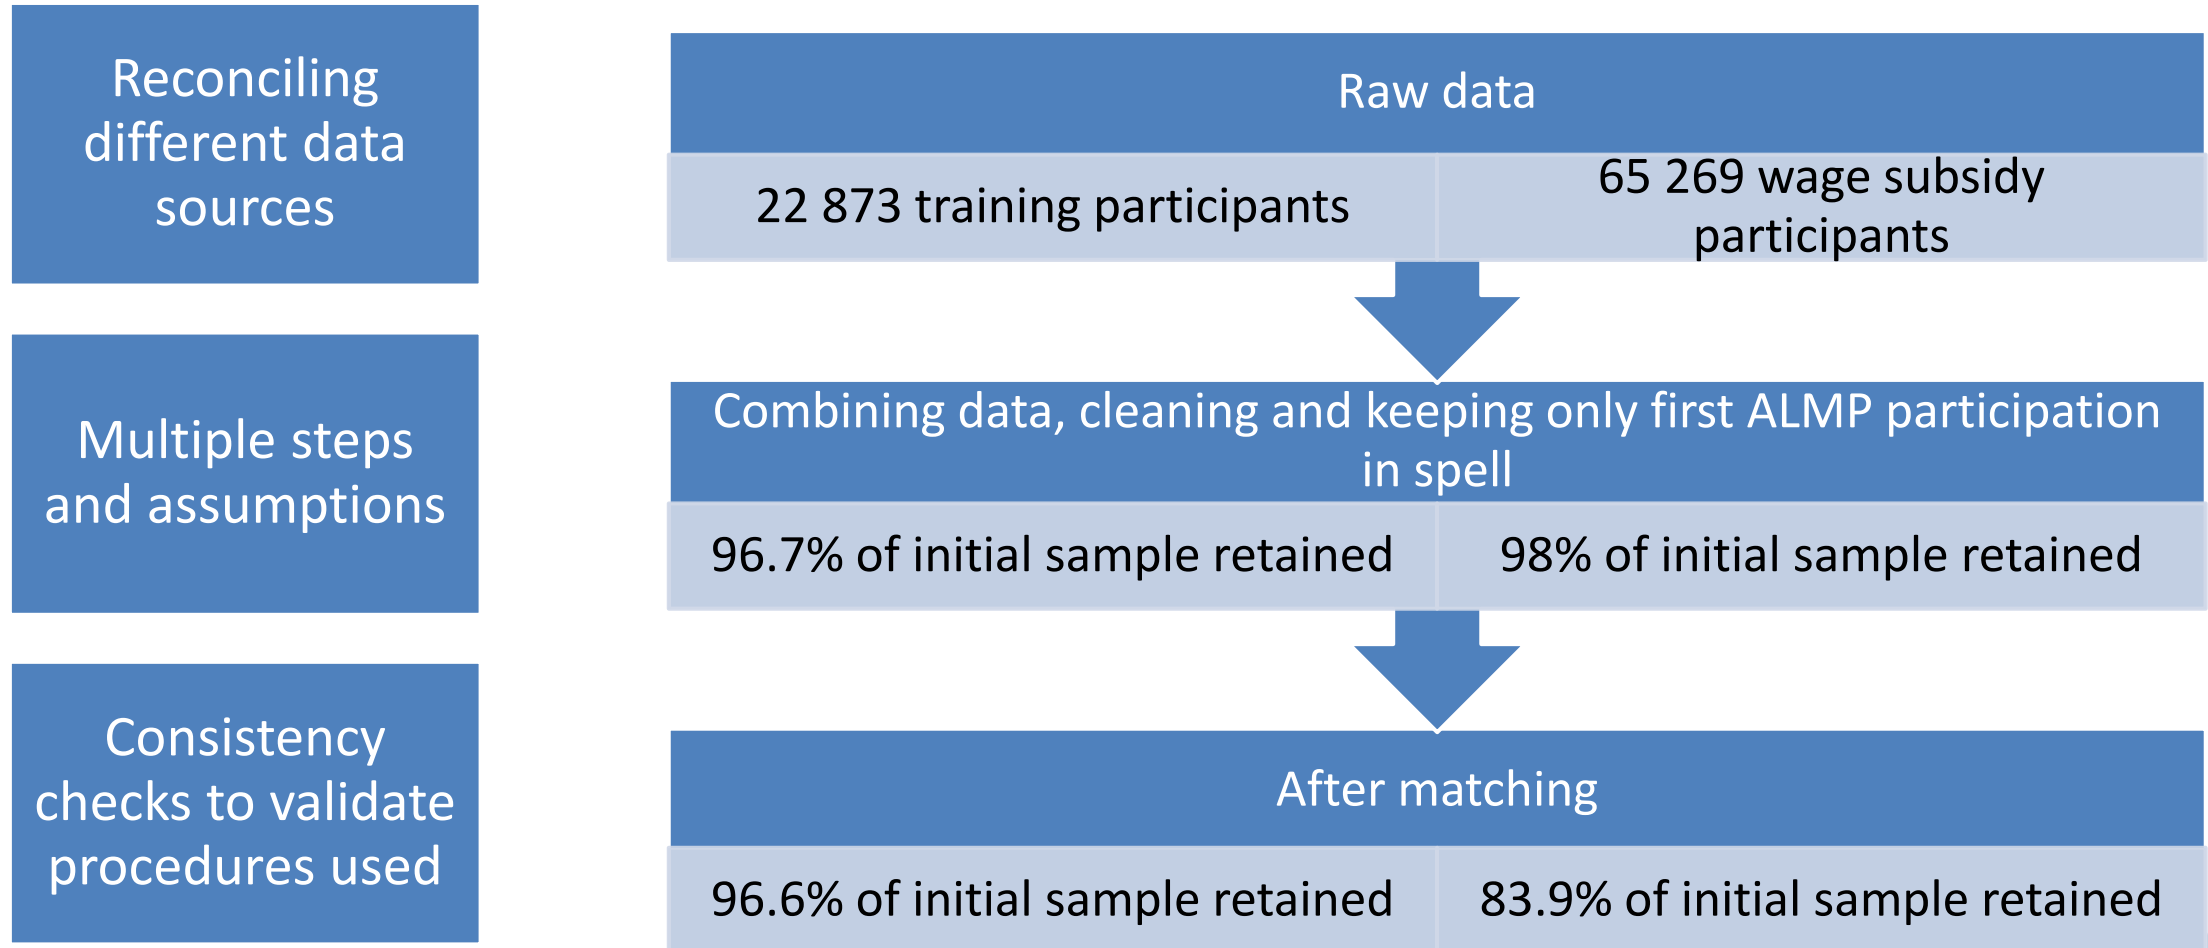 Reconciling
different data
sources
Multiple steps
and assumptions
Consistency
checks to validate
procedures used
Raw data
22 873 training participants
65 269 wage subsidy
participants
Combining data, cleaning and keeping only first ALMP participation
in spell
96.7% of initial sample retained
98% of initial sample retained
After matching
96.6% of initial sample retained
83.9% of initial sample retained